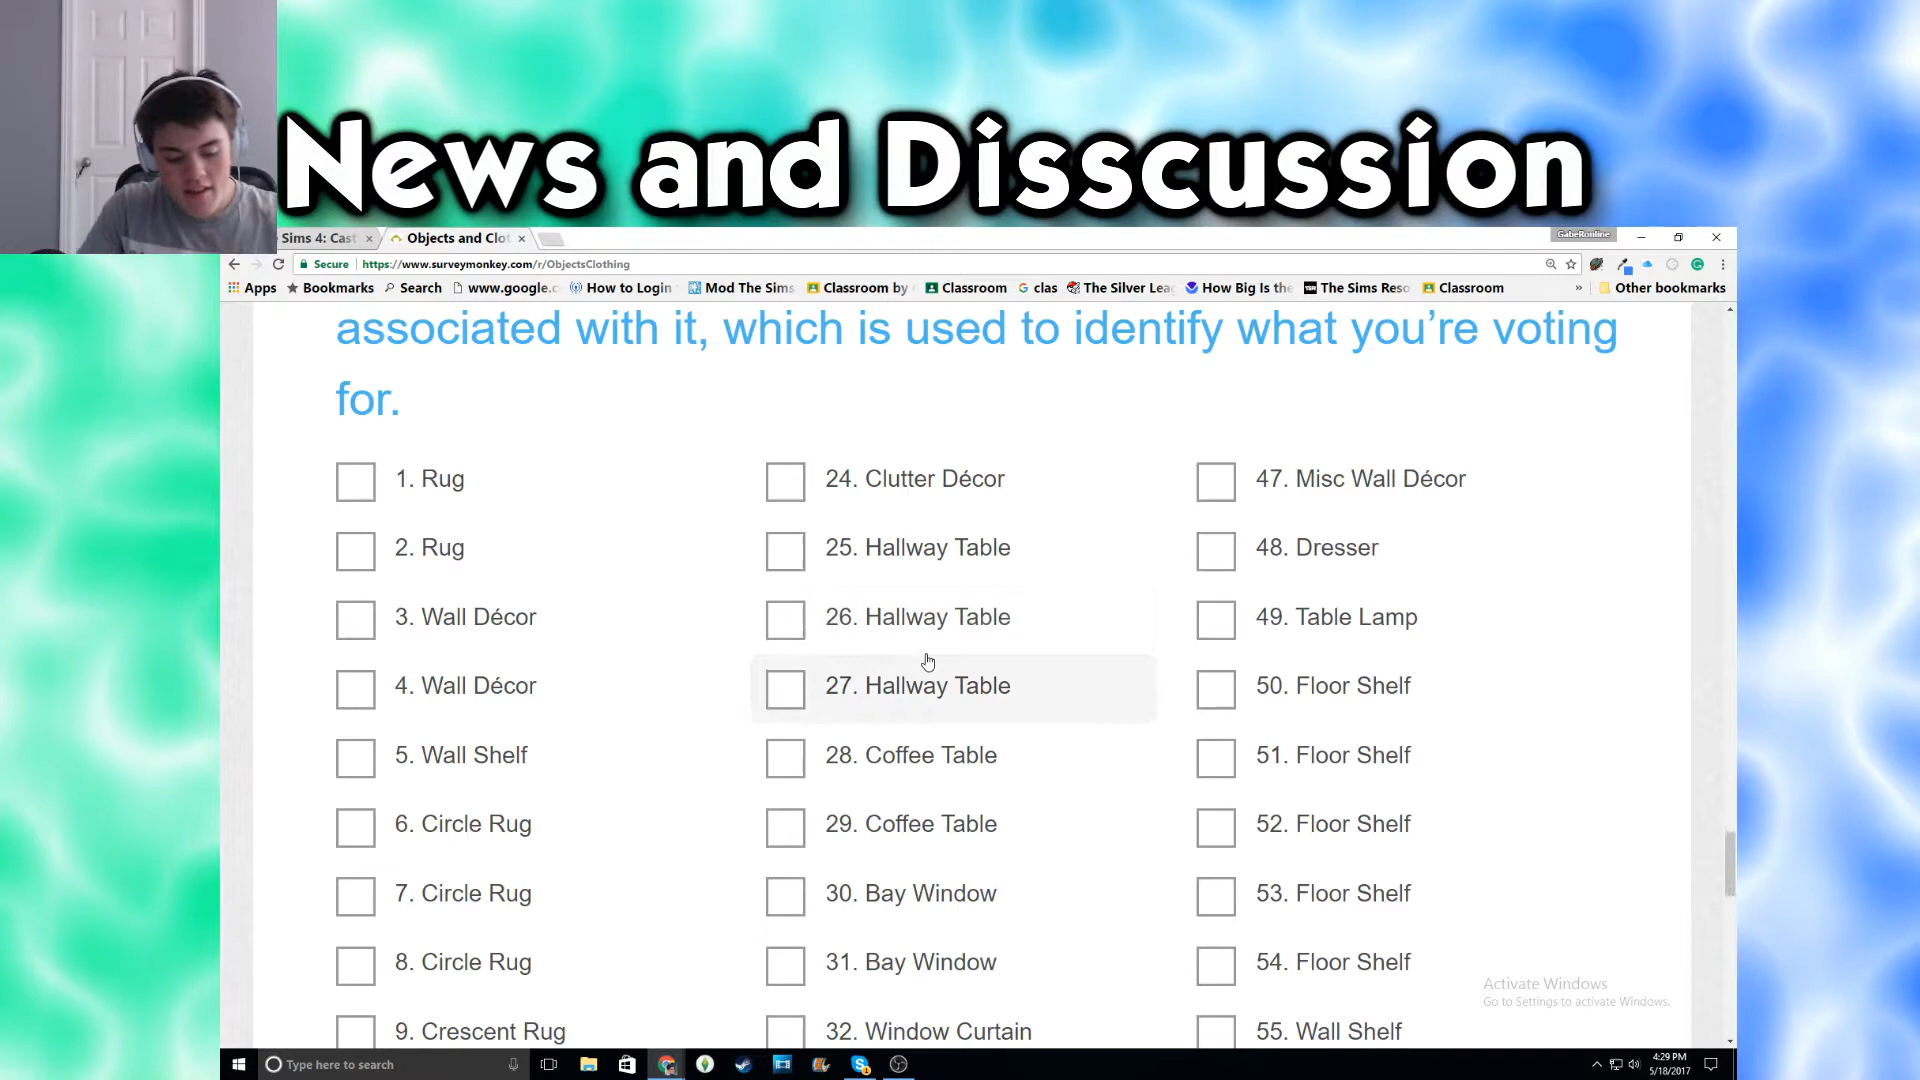 News and Disscussion
Sims 4: Cast
Objects and Clot
GabeRonline
Secure
https://www.surveymonkey.com/r/ObjectsClothing
Apps
Bookmarks
Search
www.google.c
How to Login
Mod The Sims
Classroom by
Classroom
clas
The Silver Lea
How Big Is the
The Sims Reso
Classroom
»
Other bookmarks
associated with it, which is used to identify what you’re voting
for.
1. Rug
2. Rug
3. Wall Décor
4. Wall Décor
5. Wall Shelf
6. Circle Rug
7. Circle Rug
8. Circle Rug
9. Crescent Rug
24. Clutter Décor
25. Hallway Table
26. Hallway Table
27. Hallway Table
28. Coffee Table
29. Coffee Table
30. Bay Window
31. Bay Window
32. Window Curtain
47. Misc Wall Décor
48. Dresser
49. Table Lamp
50. Floor Shelf
51. Floor Shelf
52. Floor Shelf
53. Floor Shelf
54. Floor Shelf
55. Wall Shelf
Activate Windows
Go to Settings to activate Windows.
Type here to search
4:29 PM
5/18/2017